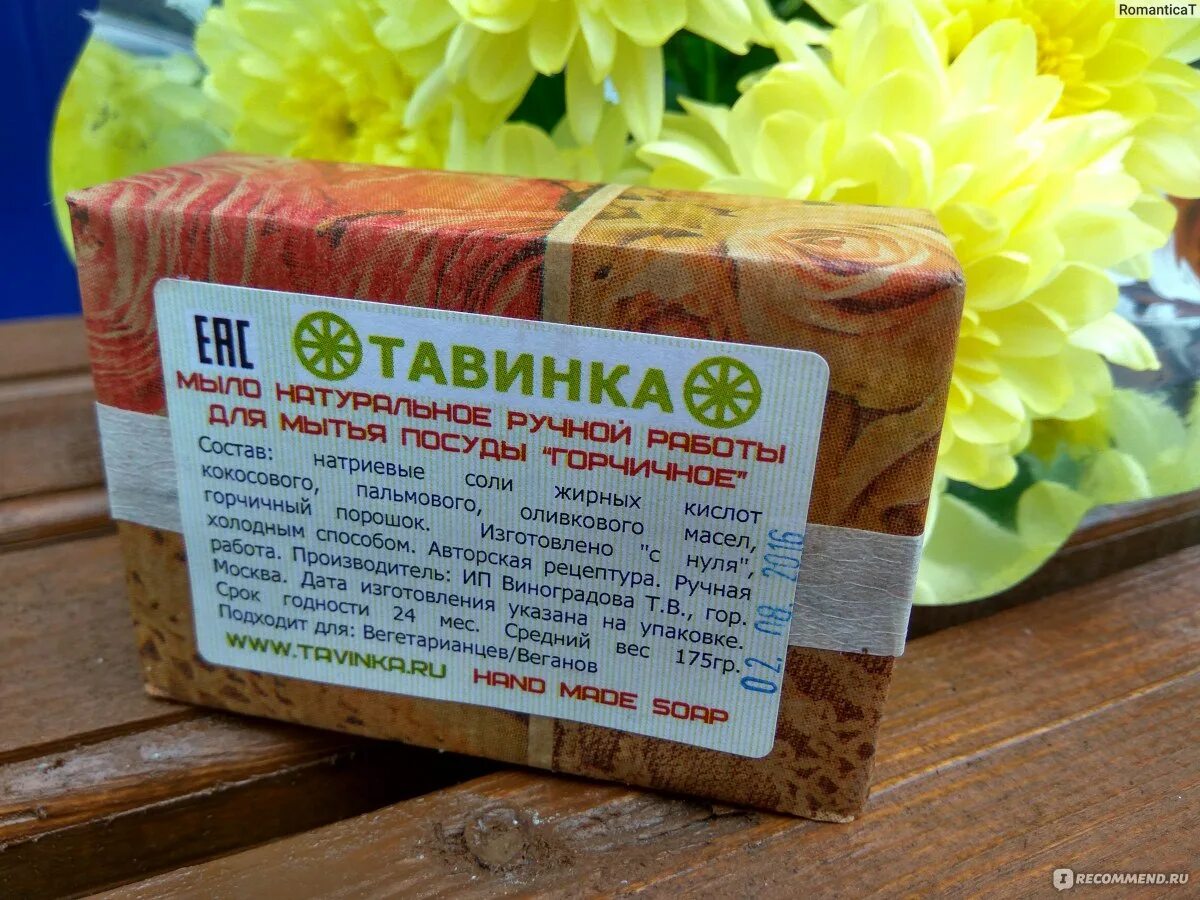 RomanticaT
EAC
ТАВИНКА
МЫЛО НАТУРАЛЬНОЕ РУЧНОЙ РАБОТЫ
ДЛЯ МЫТЬЯ ПОСУДЫ "ГОРЧИЧНОЕ"
Состав: натриевые соли жирных кислот
кокосового, пальмового, оливкового масел,
горчичный порошок. Изготовлено "с нуля",
холодным способом. Авторская рецептура. Ручная
работа. Производитель: ИП Виноградова Т.В., гор.
Москва. Дата изготовления указана на упаковке.
Срок годности 24 мес. Средний вес 175гр.
Подходит для: Вегетарианцев/Веганов
WWW.TAVINKA.RU HAND MADE SOAP
02. 08. 2016
IRECOMMEND.RU